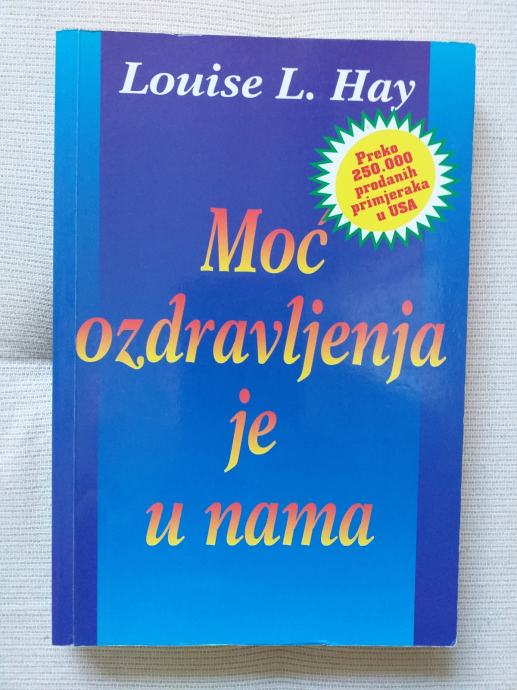 Louise L. Hay
Preko
250.000
prodanih
primjeraka
u USA
Moć
ozdravljenja
je
u nama